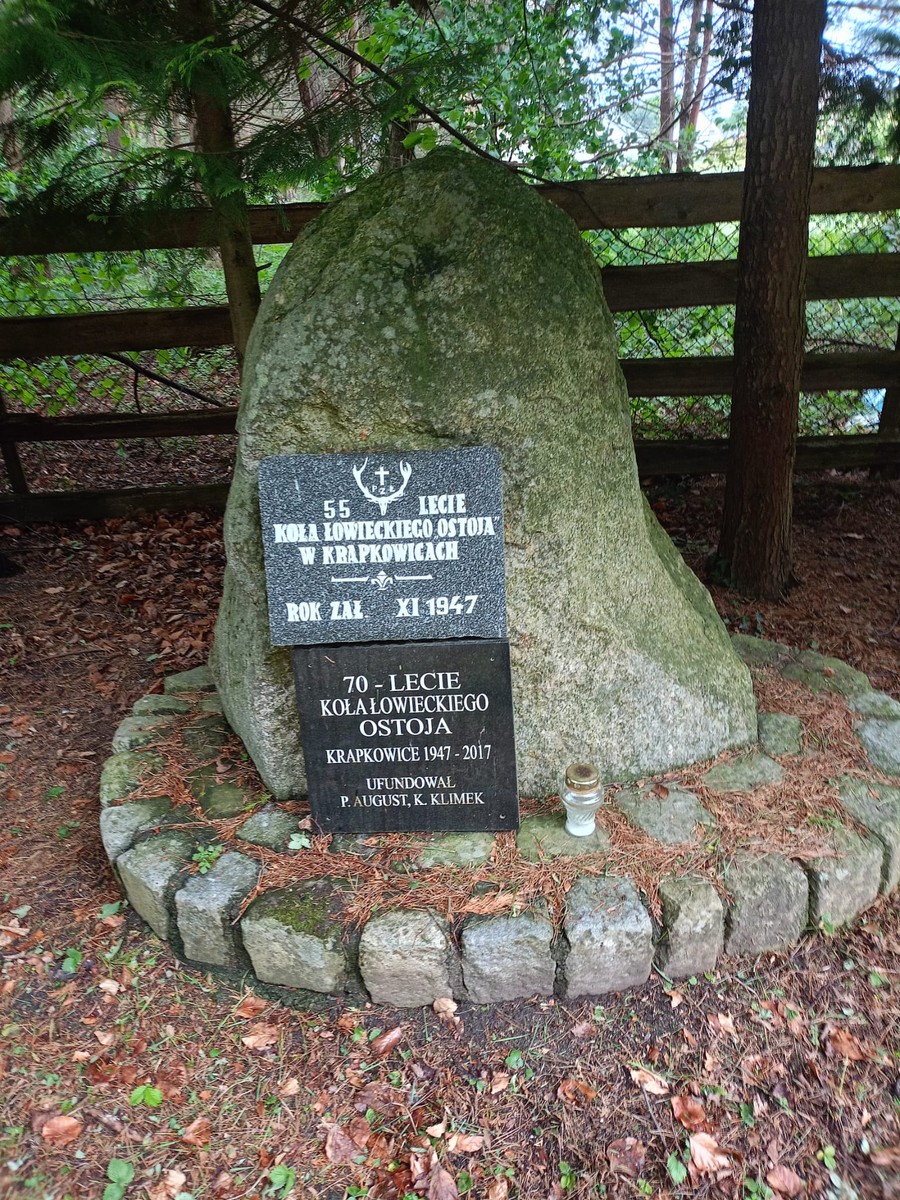 PZŁ
55 LECIE
KOŁA ŁOWIECKIEGO OSTOJA"
W KRAPKOWICACH
ROK ZAŁ XI 1947
70 - LECIE
KOŁA ŁOWIECKIEGO
OSTOJA
KRAPKOWICE 1947 - 2017
UFUNDOWAŁ
P. AUGUST, K. KLIMEK